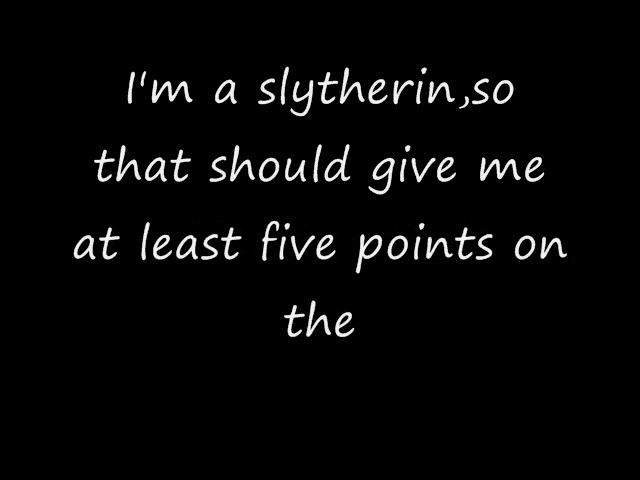 I'm a slytherin,so
that should give me
at least five points on
the